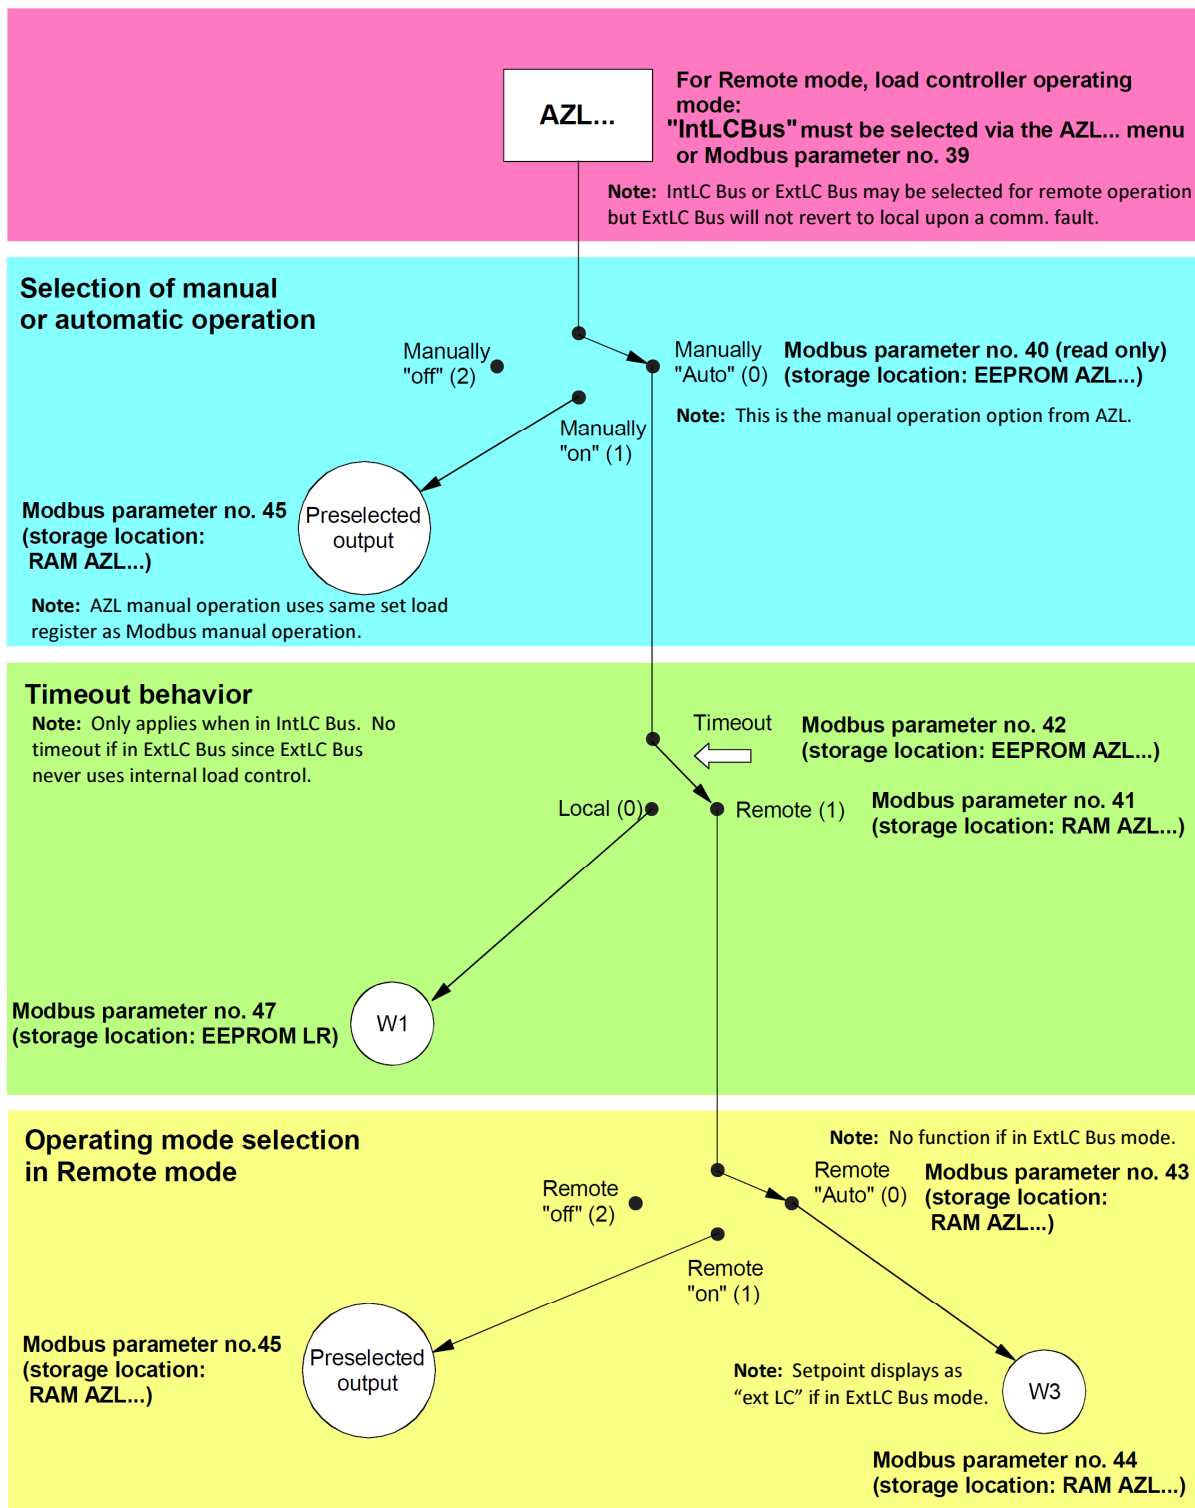 AZL...
For Remote mode, load controller operating
mode:
"IntLCBus" must be selected via the AZL... menu
or Modbus parameter no. 39
Note: IntLC Bus or ExtLC Bus may be selected for remote operation
but ExtLC Bus will not revert to local upon a comm. fault.
Selection of manual
or automatic operation
Manually
"off" (2)
Manually
"Auto" (0)
Modbus parameter no. 40 (read only)
(storage location: EEPROM AZL...)
Note: This is the manual operation option from AZL.
Manually
"on" (1)
Modbus parameter no. 45
(storage location:
RAM AZL...)
Preselected
output
Note: AZL manual operation uses same set load
register as Modbus manual operation.
Timeout behavior
Note: Only applies when in IntLC Bus. No
timeout if in ExtLC Bus since ExtLC Bus
never uses internal load control.
Timeout
Modbus parameter no. 42
(storage location: EEPROM AZL...)
Local (0)
Remote (1)
Modbus parameter no. 41
(storage location: RAM AZL...)
Modbus parameter no. 47
(storage location: EEPROM LR)
W1
Operating mode selection
in Remote mode
Note: No function if in ExtLC Bus mode.
Remote
"off" (2)
Remote
"Auto" (0)
Modbus parameter no. 43
(storage location:
RAM AZL...)
Remote
"on" (1)
Modbus parameter no.45
(storage location:
RAM AZL...)
Preselected
output
Note: Setpoint displays as
“ext LC” if in ExtLC Bus mode.
W3
Modbus parameter no. 44
(storage location: RAM AZL...)